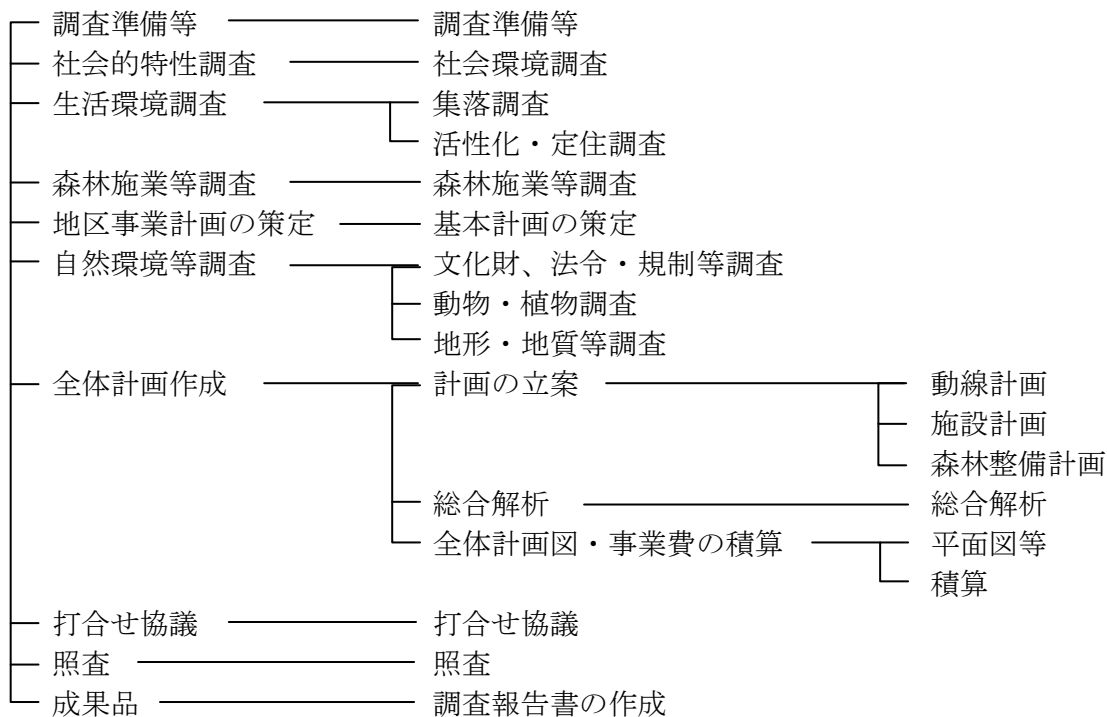 調査準備等 調査準備等
社会的特性調査 社会環境調査
生活環境調査 集落調査
活性化・定住調査
森林施業等調査 森林施業等調査
地区事業計画の策定 基本計画の策定
自然環境等調査 文化財、法令・規制等調査
動物・植物調査
地形・地質等調査
全体計画作成 計画の立案 動線計画
施設計画
森林整備計画
総合解析 総合解析
全体計画図・事業費の積算 平面図等
積算
打合せ協議 打合せ協議
照査 照査
成果品 調査報告書の作成